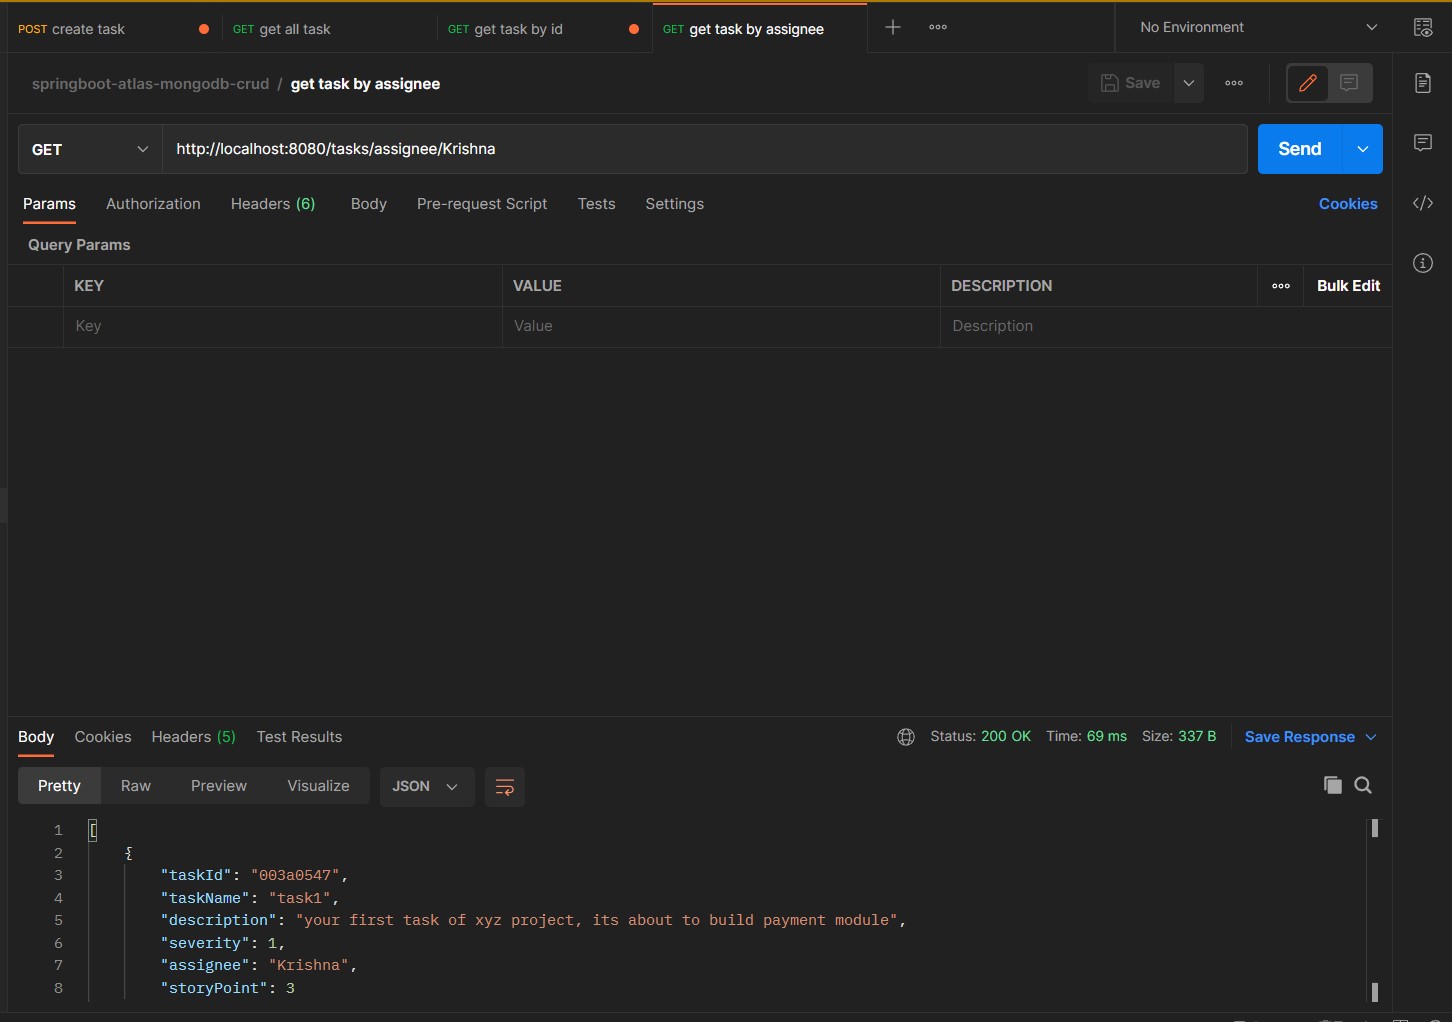 POST create task GET get all task GET get task by id GET get task by assignee No Environment
springboot-atlas-mongodb-crud / get task by assignee Save
GET http://localhost:8080/tasks/assignee/Krishna Send
Params Authorization Headers (6) Body Pre-request Script Tests Settings Cookies
Query Params
KEY VALUE DESCRIPTION Bulk Edit
Key Value Description
Body Cookies Headers (5) Test Results Status: 200 OK Time: 69 ms Size: 337 B Save Response
Pretty Raw Preview Visualize JSON
1 [
2 {
3 "taskId": "003a0547",
4 "taskName": "task1",
5 "description": "your first task of xyz project, its about to build payment module",
6 "severity": 1,
7 "assignee": "Krishna",
8 "storyPoint": 3